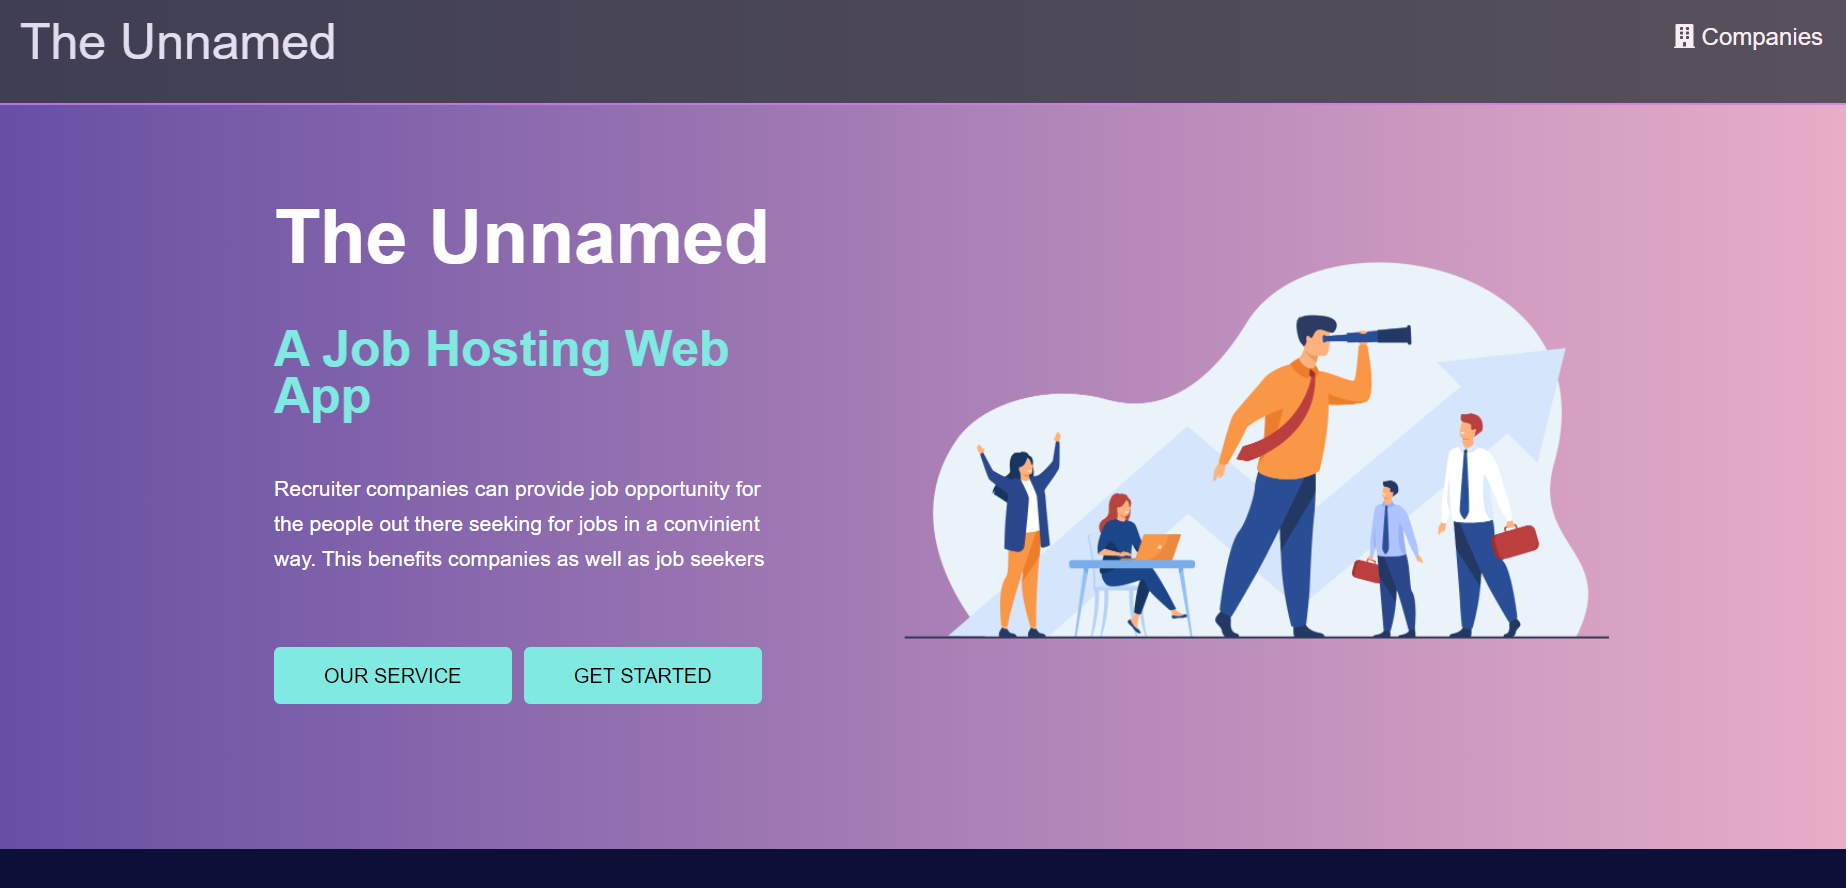 The Unnamed
Companies
The Unnamed
A Job Hosting Web
App
Recruiter companies can provide job opportunity for
the people out there seeking for jobs in a convinient
way. This benefits companies as well as job seekers
OUR SERVICE
GET STARTED